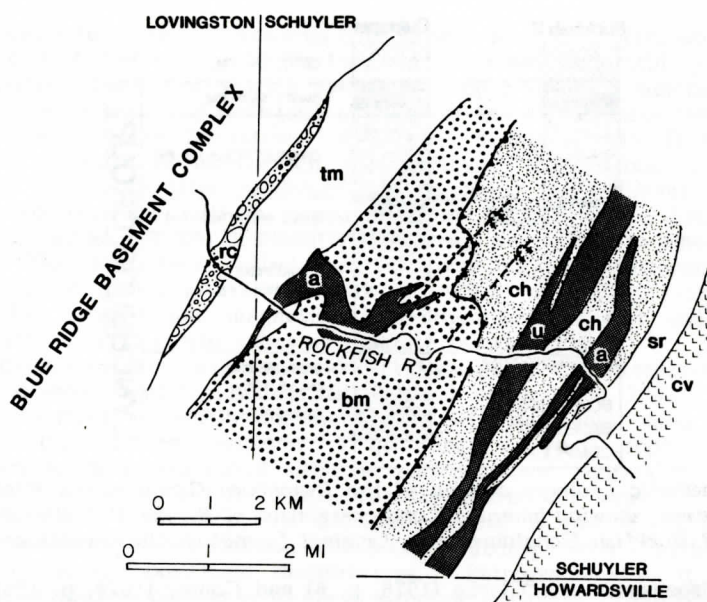 LOVINGSTON SCHUYLER
BLUE RIDGE BASEMENT COMPLEX
tm
rc
a
ch
u
ch
a
sr
cv
ROCKFISH R.
bm
0 1 2 KM
0 1 2 MI
SCHUYLER
HOWARDSVILLE